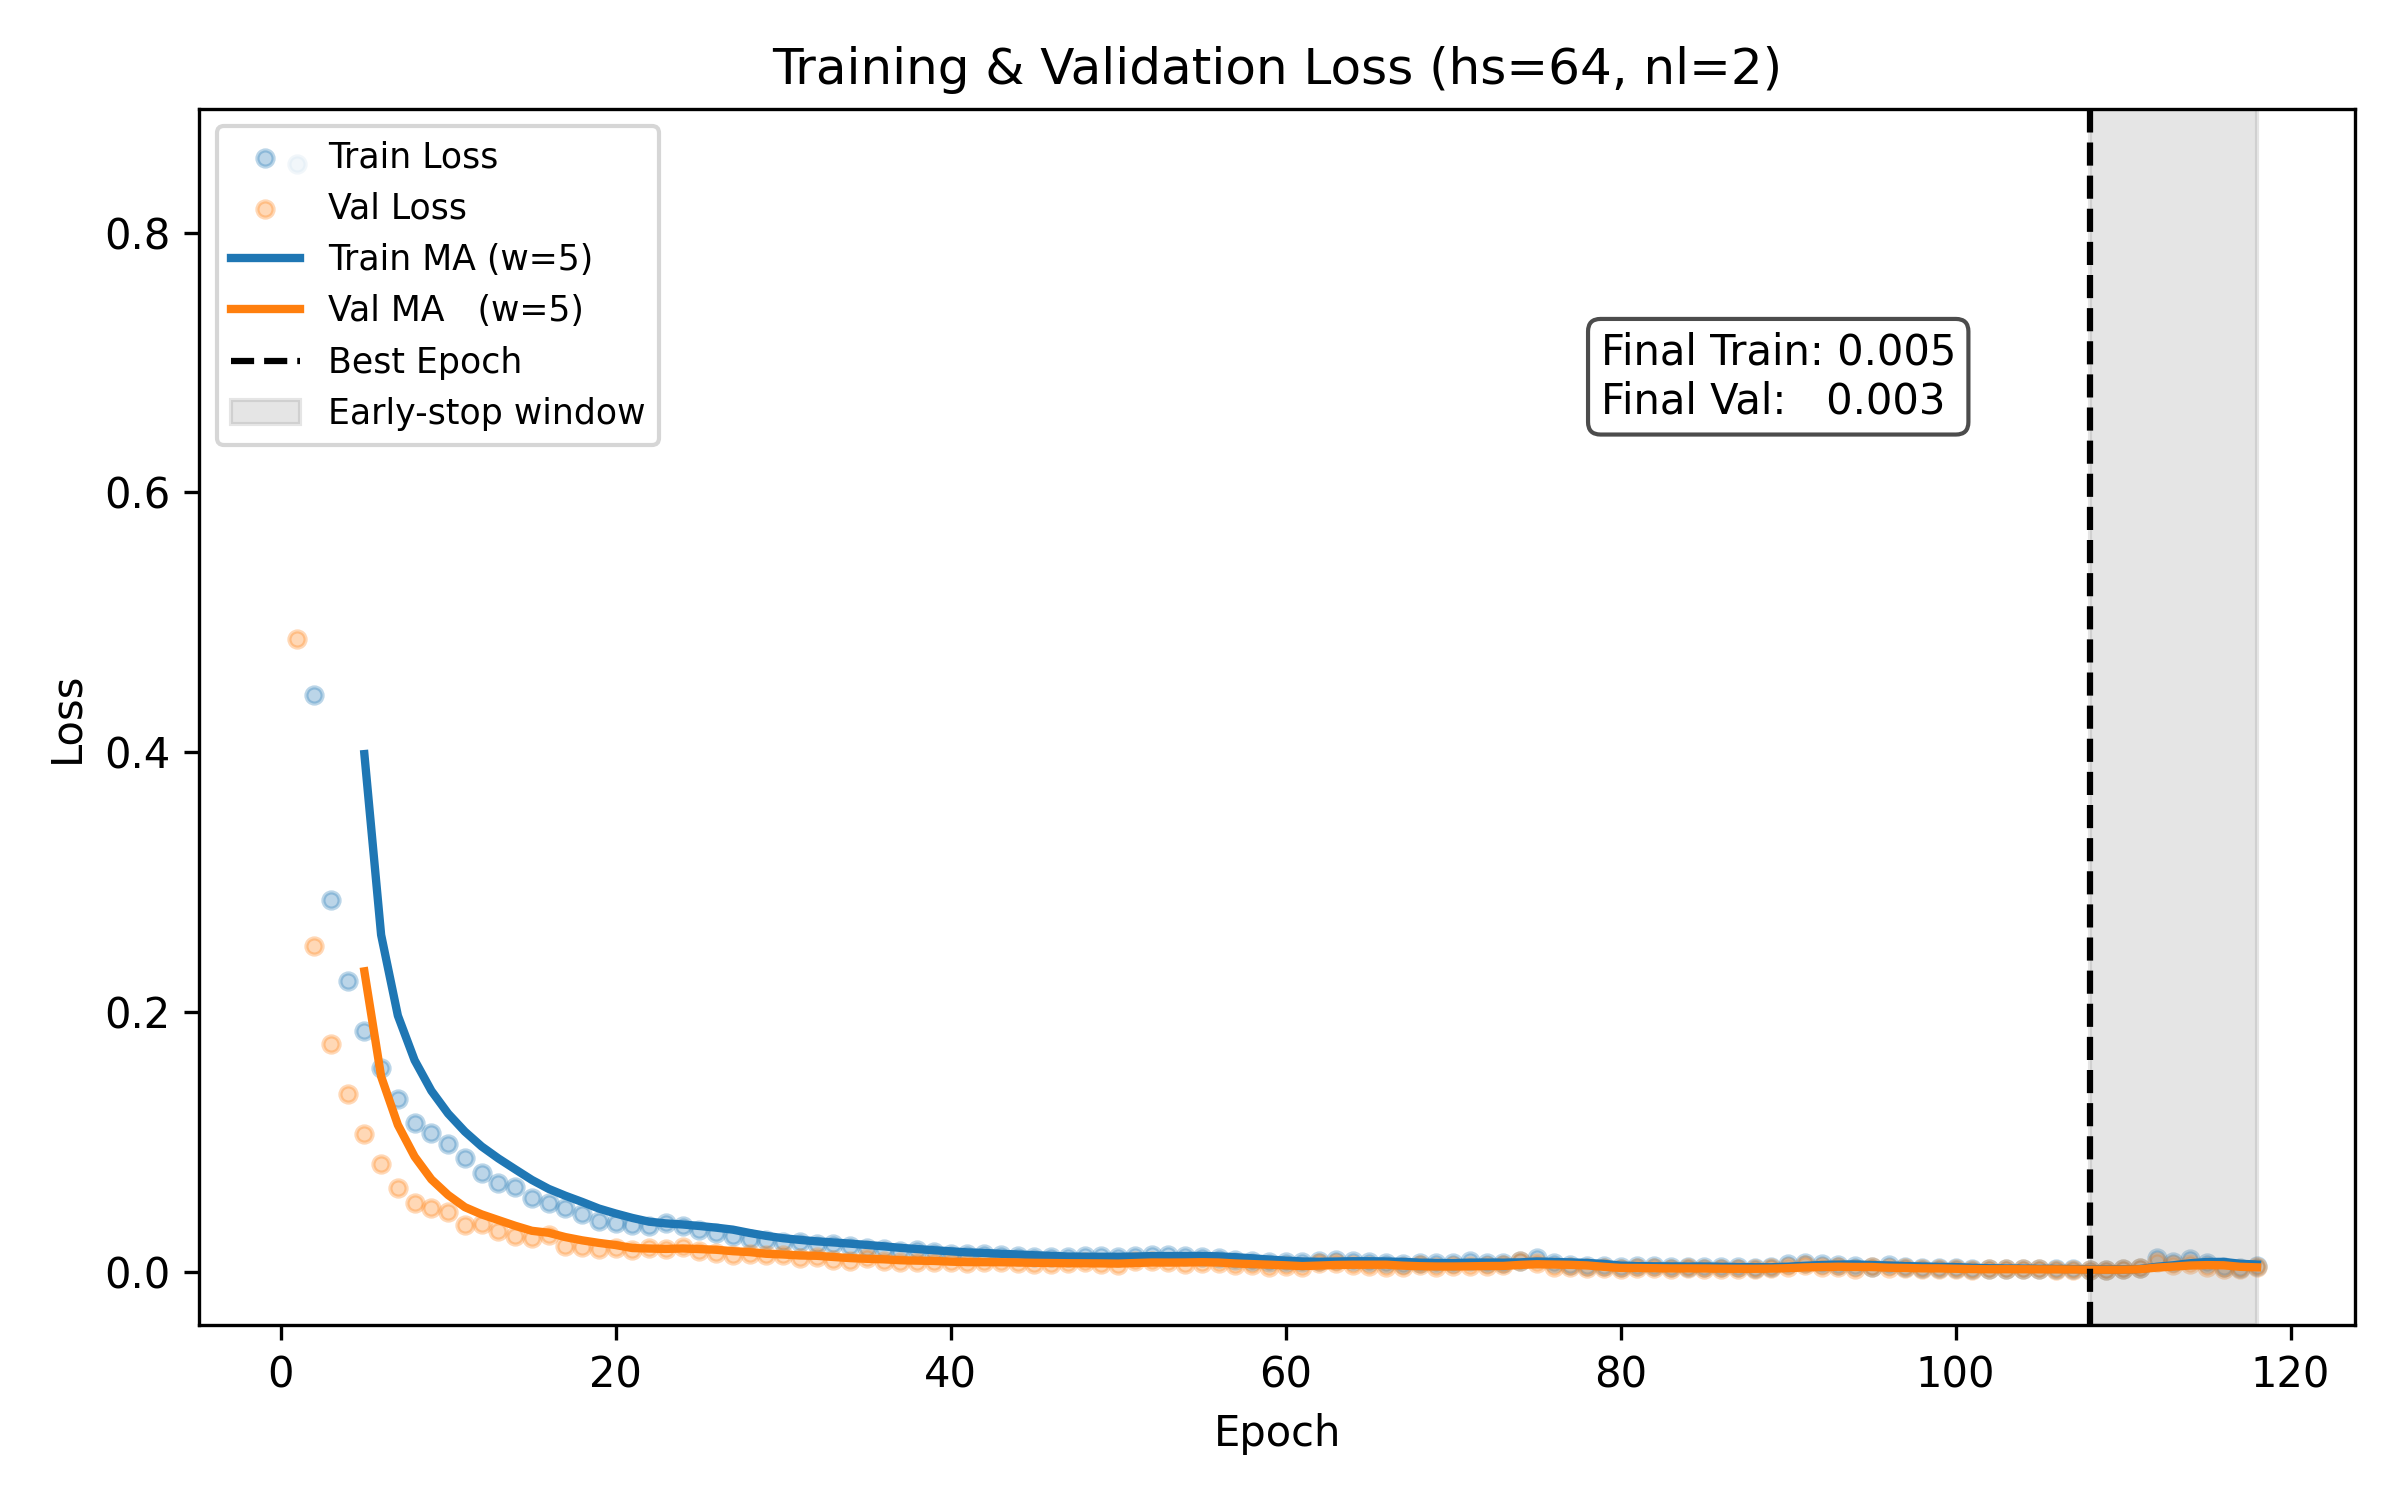 Training & Validation Loss (hs=64, nl=2)
Train Loss
Val Loss
Train MA (w=5)
Val MA   (w=5)
Best Epoch
Early-stop window
Final Train: 0.005
Final Val:   0.003
Loss
0.8
0.6
0.4
0.2
0.0
0 20 40 60 80 100 120
Epoch